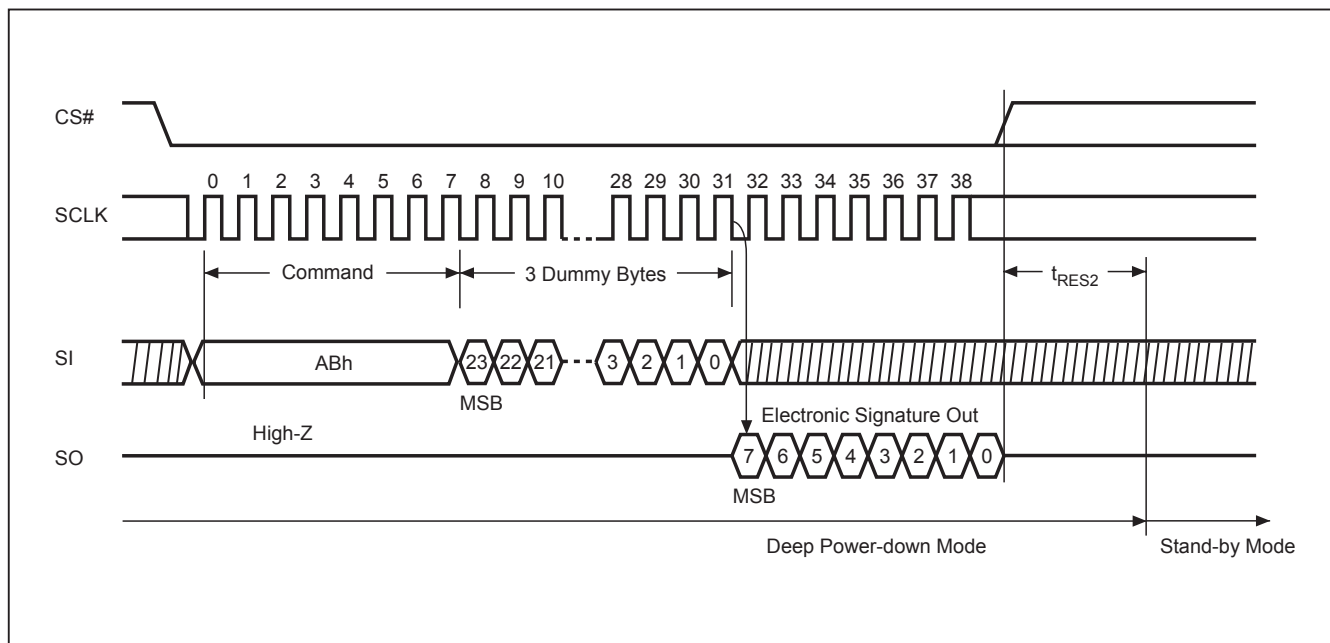 CS#
0 1 2 3 4 5 6 7 8 9 10 28 29 30 31 32 33 34 35 36 37 38
SCLK
Command
3 Dummy Bytes
tRES2
SI
ABh
23 22 21 3 2 1 0
MSB
Electronic Signature Out
High-Z
SO
7 6 5 4 3 2 1 0
MSB
Deep Power-down Mode
Stand-by Mode